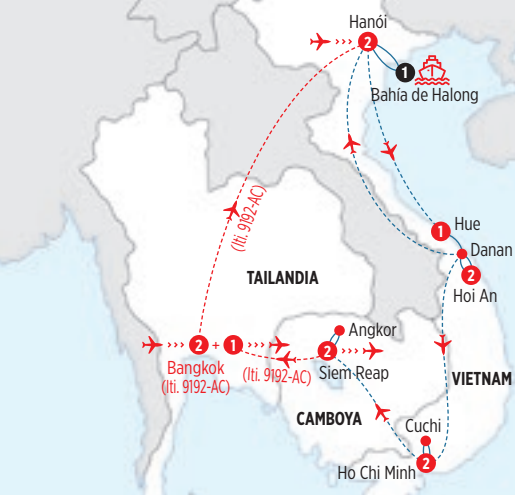 Hanói
2
1
Bahía de Halong
(Iti. 9192-AC)
1
Hue
Danan
2
Hoi An
TAILANDIA
Angkor
2 + 1
2
Bangkok
(Iti. 9192-AC)
(Iti. 9192-AC)
Siem Reap
VIETNAM
CAMBOYA
Cuchi
2
Ho Chi Minh